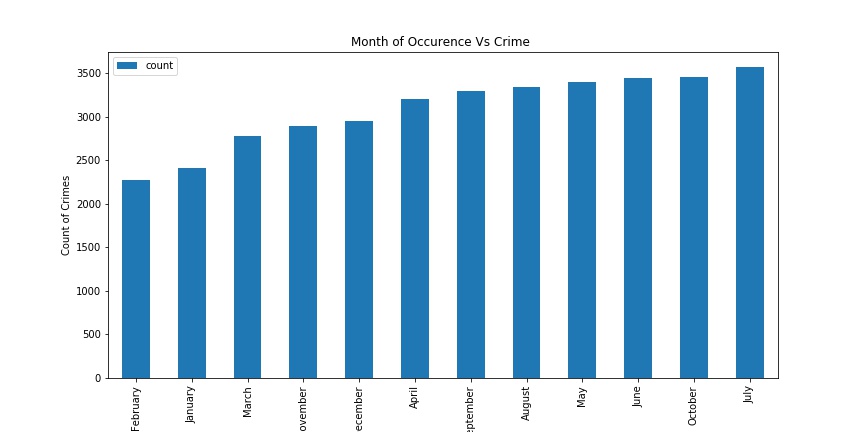 Month of Occurence Vs Crime
count
Count of Crimes
3500
3000
2500
2000
1500
1000
500
0
February
January
March
ovember
ecember
April
eptember
August
May
June
October
July